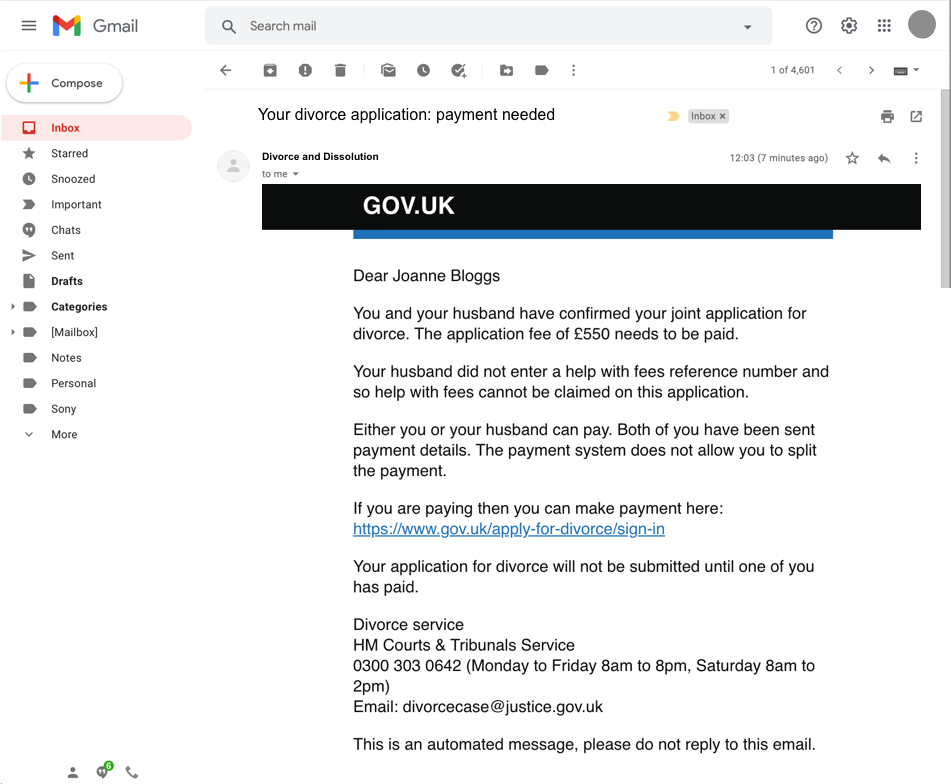 Gmail
Search mail
Compose
1 of 4,601
Inbox
Starred
Snoozed
Important
Chats
Sent
Drafts
Categories
[Mailbox]
Notes
Personal
Sony
More
6
Your divorce application: payment needed
Inbox ×
Divorce and Dissolution
12:03 (7 minutes ago)
to me
GOV.UK
Dear Joanne Bloggs
You and your husband have confirmed your joint application for
divorce. The application fee of £550 needs to be paid.
Your husband did not enter a help with fees reference number and
so help with fees cannot be claimed on this application.
Either you or your husband can pay. Both of you have been sent
payment details. The payment system does not allow you to split
the payment.
If you are paying then you can make payment here:
https://www.gov.uk/apply-for-divorce/sign-in
Your application for divorce will not be submitted until one of you
has paid.
Divorce service
HM Courts & Tribunals Service
0300 303 0642 (Monday to Friday 8am to 8pm, Saturday 8am to
2pm)
Email: divorcecase@justice.gov.uk
This is an automated message, please do not reply to this email.